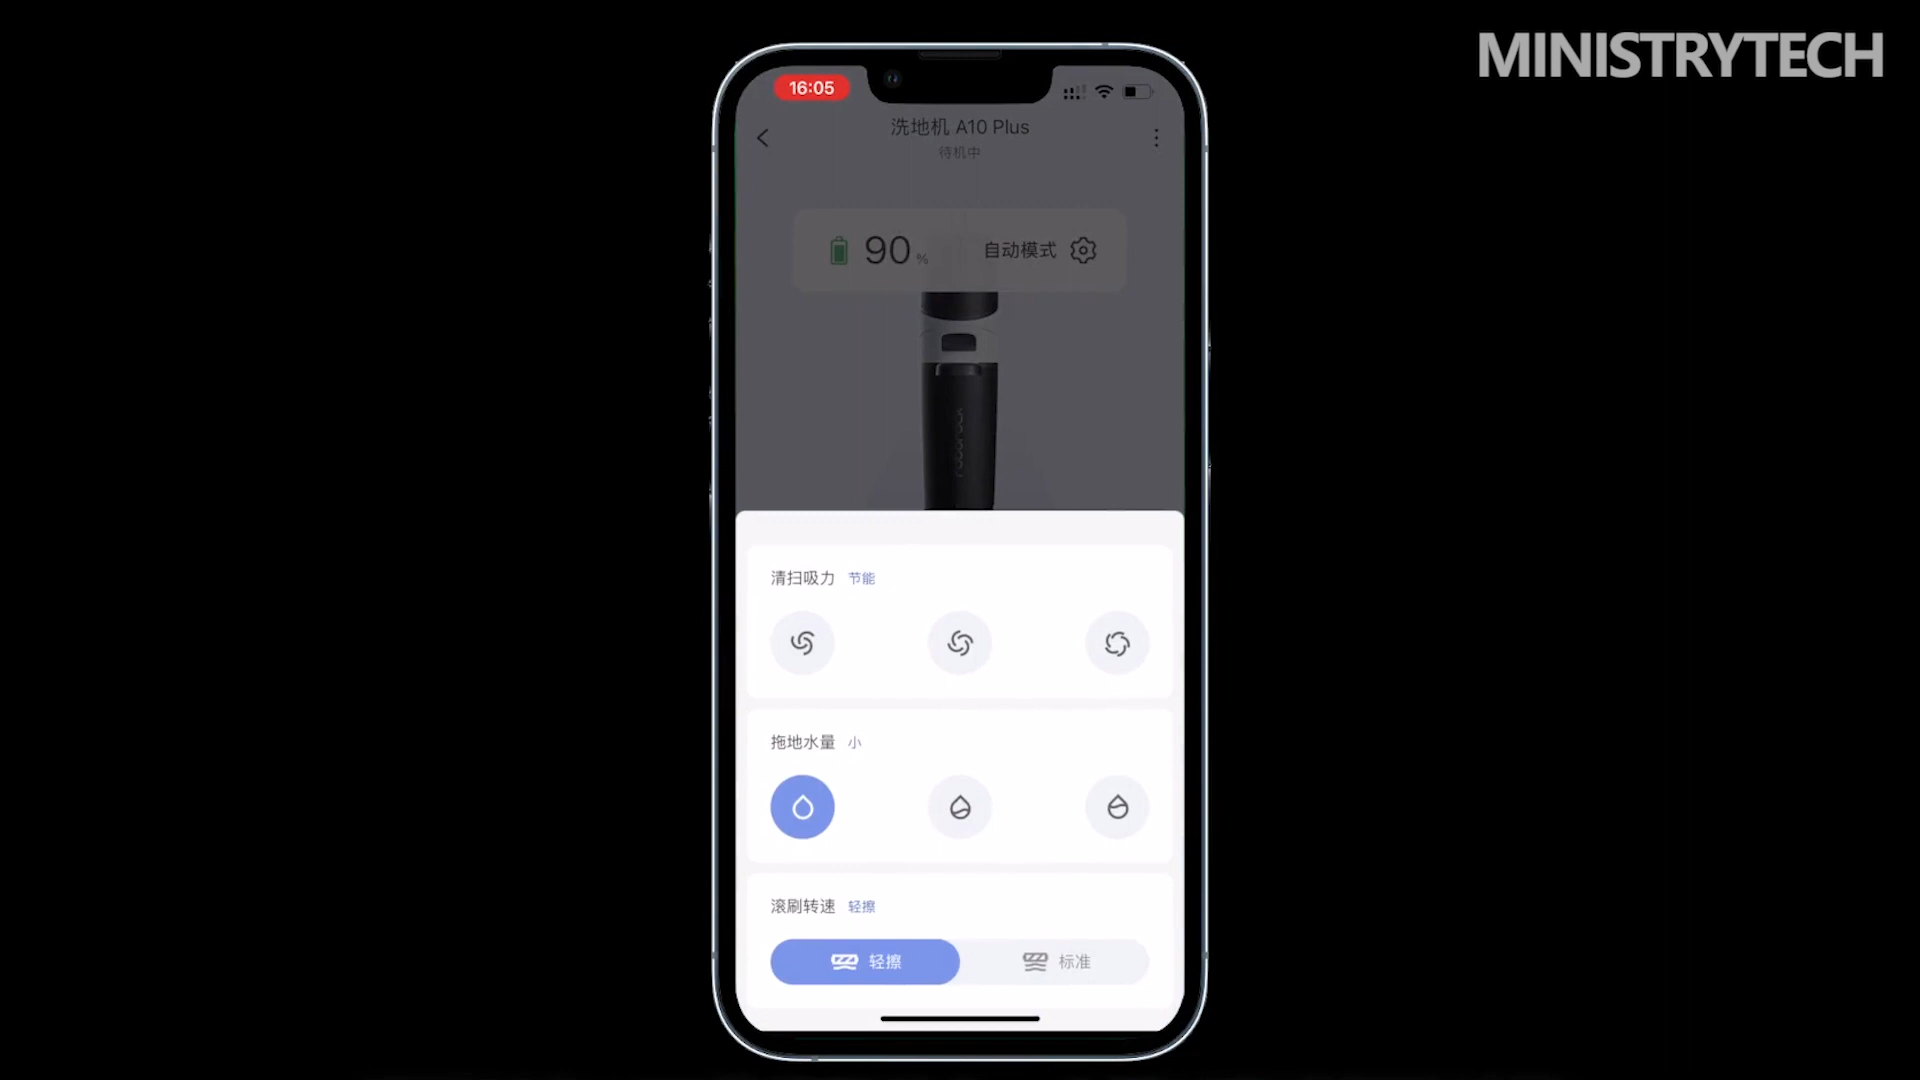 MINISTRYTECH
16:05
洗地机 A10 Plus
待机中
90% 自动模式
roborock
清扫吸力 节能
拖地水量 小
滚刷转速 轻擦
轻擦 标准